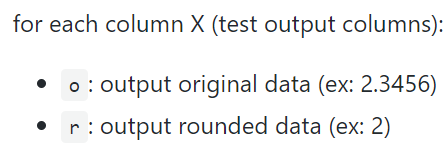 for each column X (test output columns):
• o : output original data (ex: 2.3456)
• r : output rounded data (ex: 2)